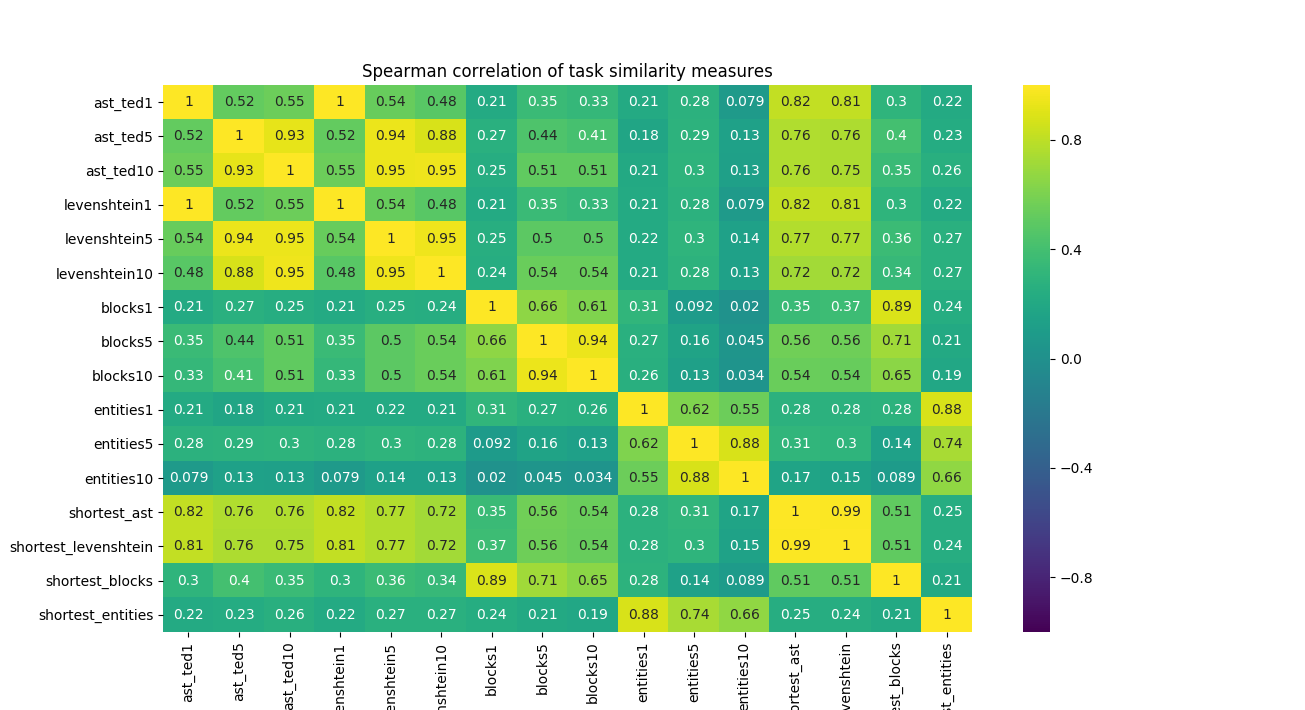 Spearman correlation of task similarity measures
ast_ted1 1 0.52 0.55 1 0.54 0.48 0.21 0.35 0.33 0.21 0.28 0.079 0.82 0.81 0.3 0.22
ast_ted5 0.52 1 0.93 0.52 0.94 0.88 0.27 0.44 0.41 0.18 0.29 0.13 0.76 0.76 0.4 0.23
ast_ted10 0.55 0.93 1 0.55 0.95 0.95 0.25 0.51 0.51 0.21 0.3 0.13 0.76 0.75 0.35 0.26
levenshtein1 1 0.52 0.55 1 0.54 0.48 0.21 0.35 0.33 0.21 0.28 0.079 0.82 0.81 0.3 0.22
levenshtein5 0.54 0.94 0.95 0.54 1 0.95 0.25 0.5 0.5 0.22 0.3 0.14 0.77 0.77 0.36 0.27
levenshtein10 0.48 0.88 0.95 0.48 0.95 1 0.24 0.54 0.54 0.21 0.28 0.13 0.72 0.72 0.34 0.27
blocks1 0.21 0.27 0.25 0.21 0.25 0.24 1 0.66 0.61 0.31 0.092 0.02 0.35 0.37 0.89 0.24
blocks5 0.35 0.44 0.51 0.35 0.5 0.54 0.66 1 0.94 0.27 0.16 0.045 0.56 0.56 0.71 0.21
blocks10 0.33 0.41 0.51 0.33 0.5 0.54 0.61 0.94 1 0.26 0.13 0.034 0.54 0.54 0.65 0.19
entities1 0.21 0.18 0.21 0.21 0.22 0.21 0.31 0.27 0.26 1 0.62 0.55 0.28 0.28 0.28 0.88
entities5 0.28 0.29 0.3 0.28 0.3 0.28 0.092 0.16 0.13 0.62 1 0.88 0.31 0.3 0.14 0.74
entities10 0.079 0.13 0.13 0.079 0.14 0.13 0.02 0.045 0.034 0.55 0.88 1 0.17 0.15 0.089 0.66
shortest_ast 0.82 0.76 0.76 0.82 0.77 0.72 0.35 0.56 0.54 0.28 0.31 0.17 1 0.99 0.51 0.25
shortest_levenshtein 0.81 0.76 0.75 0.81 0.77 0.72 0.37 0.56 0.54 0.28 0.3 0.15 0.99 1 0.51 0.24
shortest_blocks 0.3 0.4 0.35 0.3 0.36 0.34 0.89 0.71 0.65 0.28 0.14 0.089 0.51 0.51 1 0.21
shortest_entities 0.22 0.23 0.26 0.22 0.27 0.27 0.24 0.21 0.19 0.88 0.74 0.66 0.25 0.24 0.21 1
ast_ted1
ast_ted5
ast_ted10
enshtein1
enshtein5
nshtein10
blocks1
blocks5
blocks10
entities1
entities5
entities10
ortest_ast
venshtein
est_blocks
st_entities
0.8
0.4
0.0
−0.4
−0.8